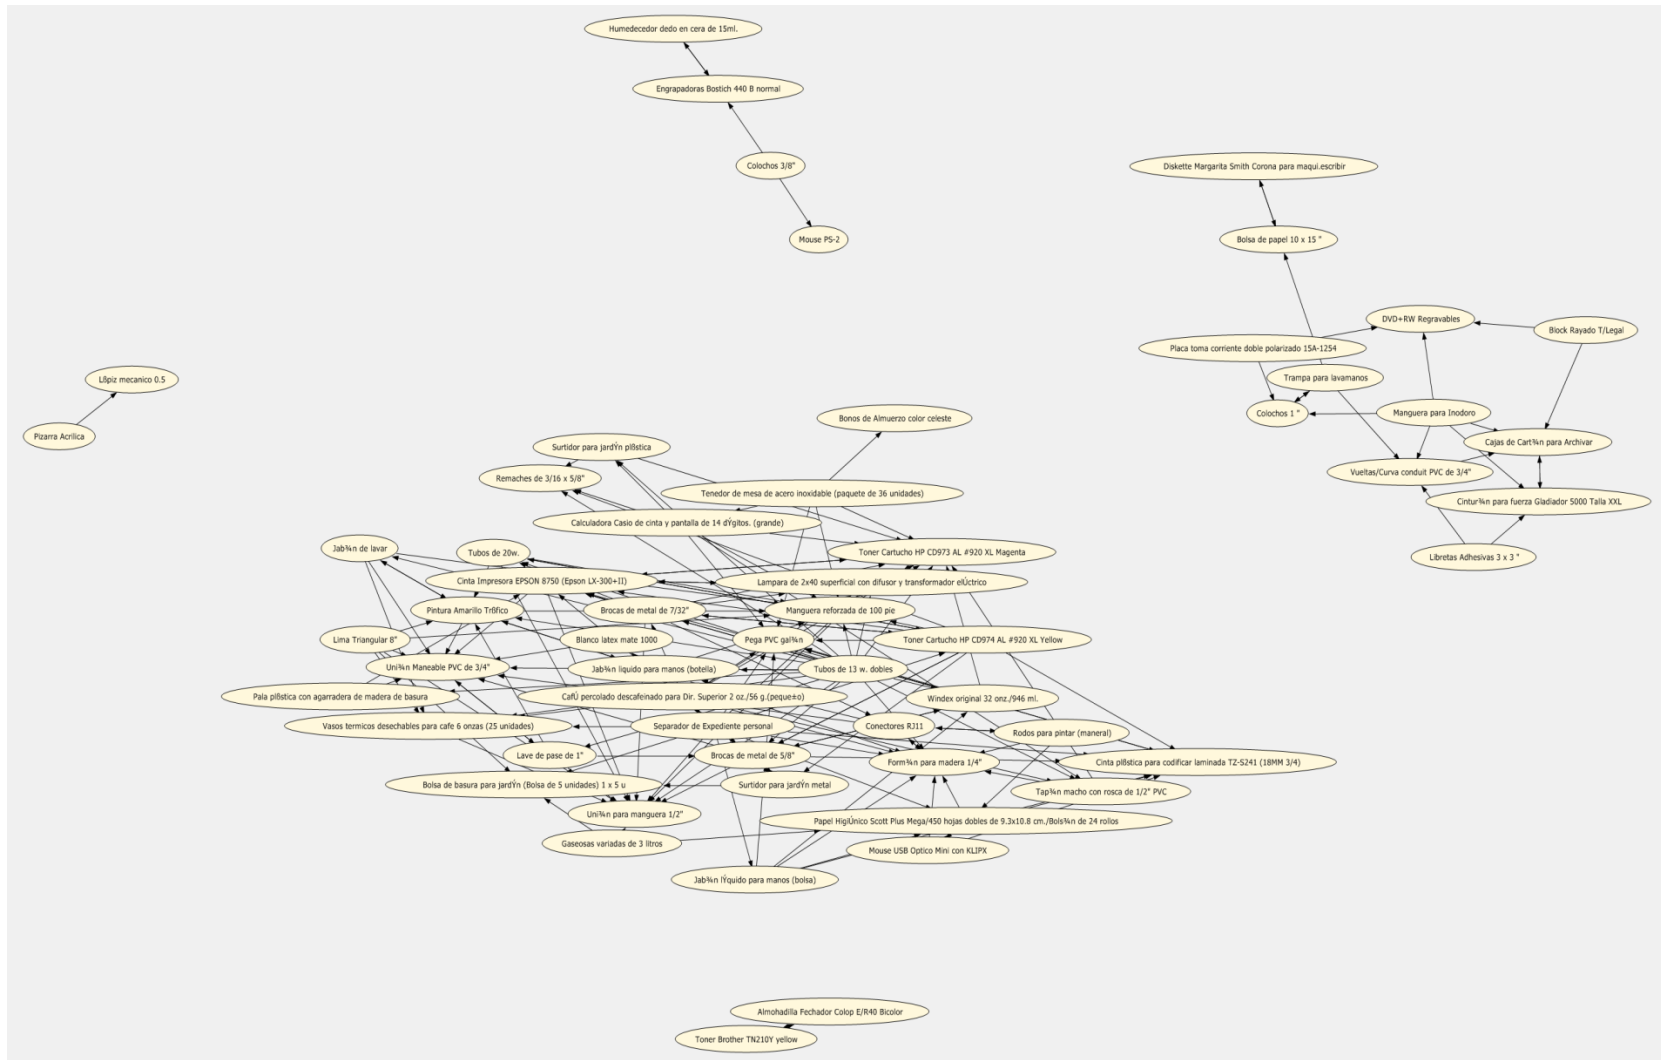 Humedecedor dedo en cera de 15ml.
Engrapadoras Bostich 440 B normal
Colochos 3/8"
Diskette Margarita Smith Corona para maqui.escribir
Mouse PS-2
Bolsa de papel 10 x 15 "
DVD+RW Regravables
Block Rayado T/Legal
Placa toma corriente doble polarizado 15A-1254
Lßpiz mecanico 0.5
Trampa para lavamanos
Colochos 1 "
Manguera para Inodoro
Bonos de Almuerzo color celeste
Pizarra Acrilica
Cajas de Cart¾n para Archivar
Surtidor para jardÝn plßstica
Vueltas/Curva conduit PVC de 3/4"
Remaches de 3/16 x 5/8"
Tenedor de mesa de acero inoxidable (paquete de 36 unidades)
Cintur¾n para fuerza Gladiador 5000 Talla XXL
Calculadora Casio de cinta y pantalla de 14 dÝgitos. (grande)
Jab¾n de lavar
Tubos de 20w.
Toner Cartucho HP CD973 AL #920 XL Magenta
Libretas Adhesivas 3 x 3 "
Cinta Impresora EPSON 8750 (Epson LX-300+II)
Lampara de 2x40 superficial con difusor y transformador elÚctrico
Pintura Amarillo Trßfico
Brocas de metal de 7/32"
Manguera reforzada de 100 pie
Lima Triangular 8"
Blanco latex mate 1000
Pega PVC gal¾n
Toner Cartucho HP CD974 AL #920 XL Yellow
Uni¾n Maneable PVC de 3/4"
Jab¾n liquido para manos (botella)
Tubos de 13 w. dobles
Pala plßstica con agarradera de madera de basura
CafÚ percolado descafeinado para Dir. Superior 2 oz./56 g.(peque±o)
Windex original 32 onz./946 ml.
Vasos termicos desechables para cafe 6 onzas (25 unidades)
Separador de Expediente personal
Conectores RJ11
Rodos para pintar (maneral)
Lave de pase de 1"
Brocas de metal de 5/8"
Form¾n para madera 1/4"
Cinta plßstica para codificar laminada TZ-S241 (18MM 3/4)
Bolsa de basura para jardÝn (Bolsa de 5 unidades) 1 x 5 u
Surtidor para jardÝn metal
Tap¾n macho con rosca de 1/2" PVC
Uni¾n para manguera 1/2"
Papel HigiÚnico Scott Plus Mega/450 hojas dobles de 9.3x10.8 cm./Bols¾n de 24 rollos
Gaseosas variadas de 3 litros
Mouse USB Optico Mini con KLIPX
Jab¾n lÝquido para manos (bolsa)
Almohadilla Fechador Colop E/R40 Bicolor
Toner Brother TN210Y yellow